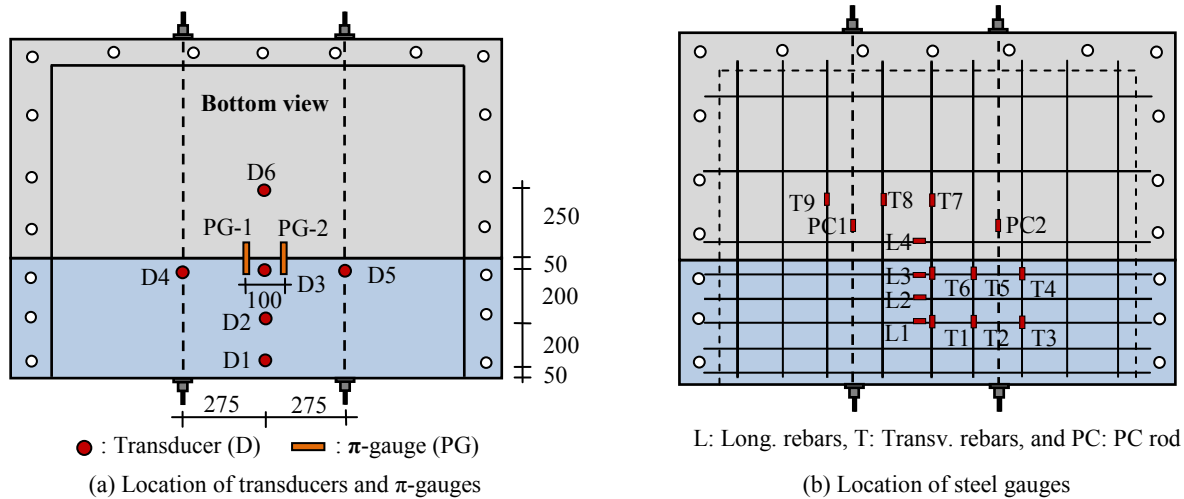 Bottom view
D6
PG-1
PG-2
D4
D3
D5
100
D2
D1
250
50
200
200
50
275
275
: Transducer (D)
: π-gauge (PG)
(a) Location of transducers and π-gauges
T9
T8
T7
PC1
PC2
L4
L3
T6
T5
T4
L2
L1
T1
T2
T3
L: Long. rebars, T: Transv. rebars, and PC: PC rod
(b) Location of steel gauges